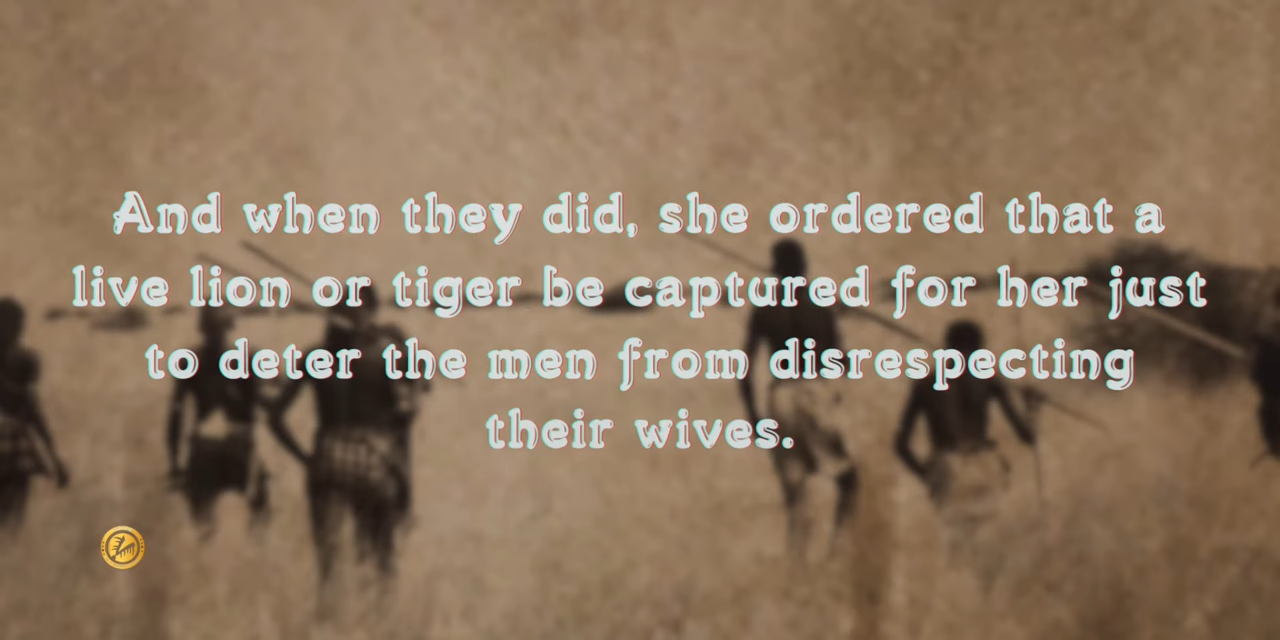 And when they did, she ordered that a
live lion or tiger be captured for her just
to deter the men from disrespecting
their wives.